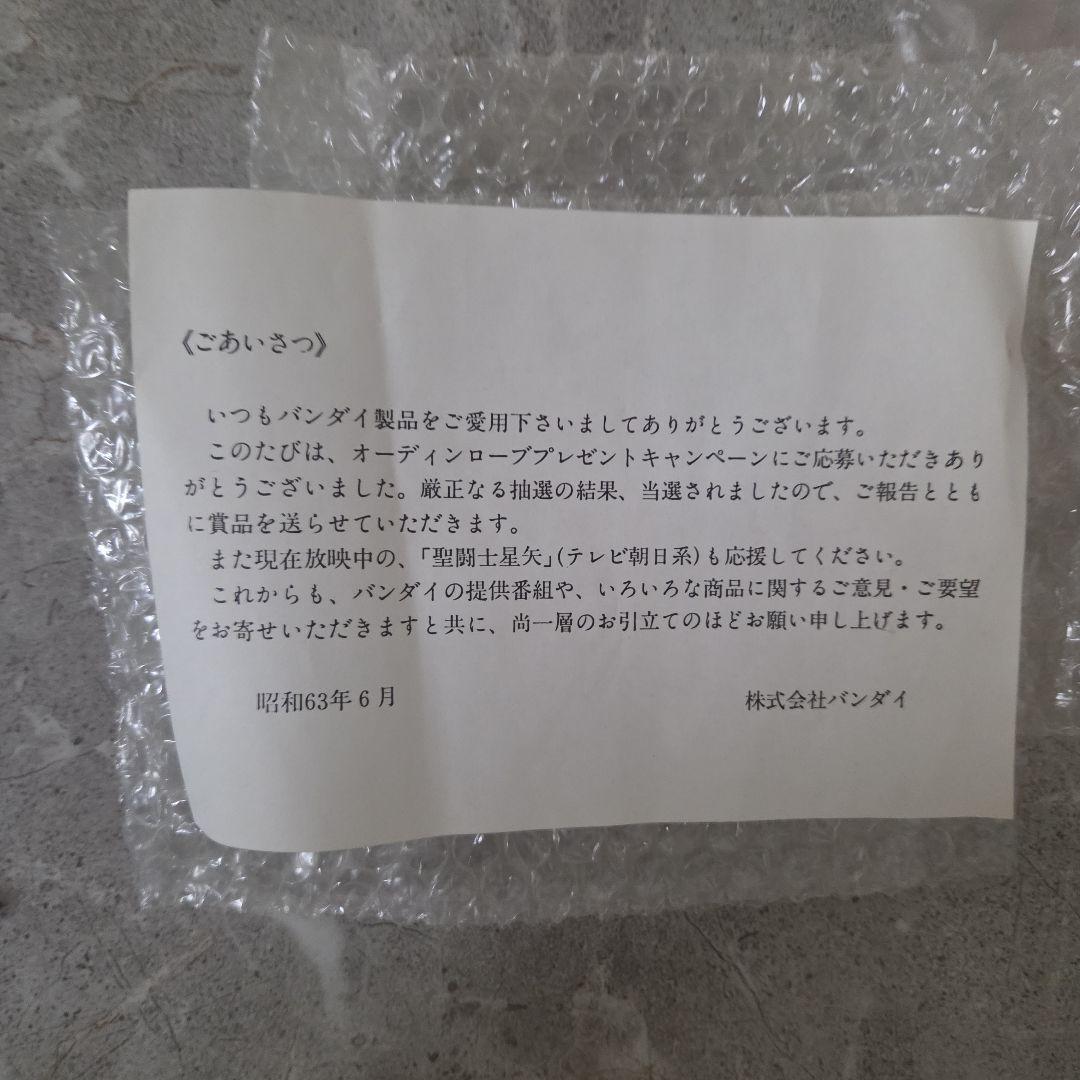 《ごあいさつ》
いつもバンダイ製品をご愛用下さいましてありがとうございます。
このたびは、オーディンローブプレゼントキャンペーンにご応募いただきあり
がとうございました。厳正なる抽選の結果、当選されましたので、ご報告ととも
に賞品を送らせていただきます。
また現在放映中の、「聖闘士星矢」(テレビ朝日系)も応援してください。
これからも、バンダイの提供番組や、いろいろな商品に関するご意見・ご要望
をお寄せいただきますと共に、尚一層のお引立てのほどお願い申し上げます。
昭和63年6月 株式会社バンダイ